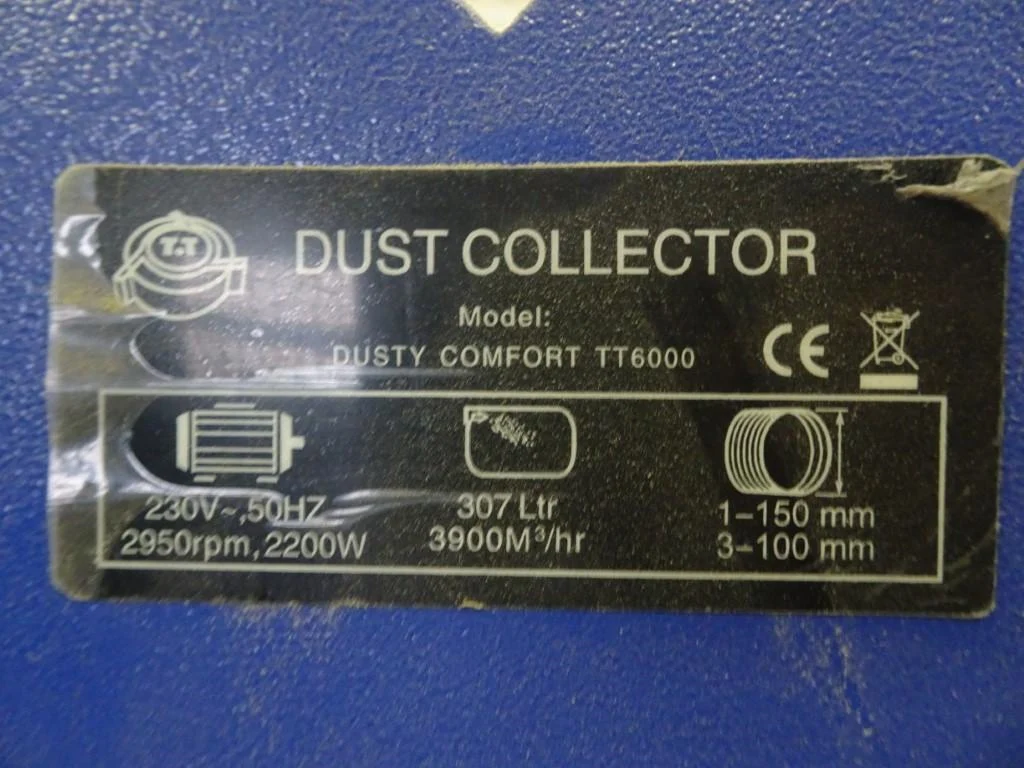 T.T
DUST COLLECTOR
Model:
DUSTY COMFORT TT6000
CE
230V~,50HZ
2950rpm, 2200W
307 Ltr
3900M³/hr
1-150 mm
3-100 mm